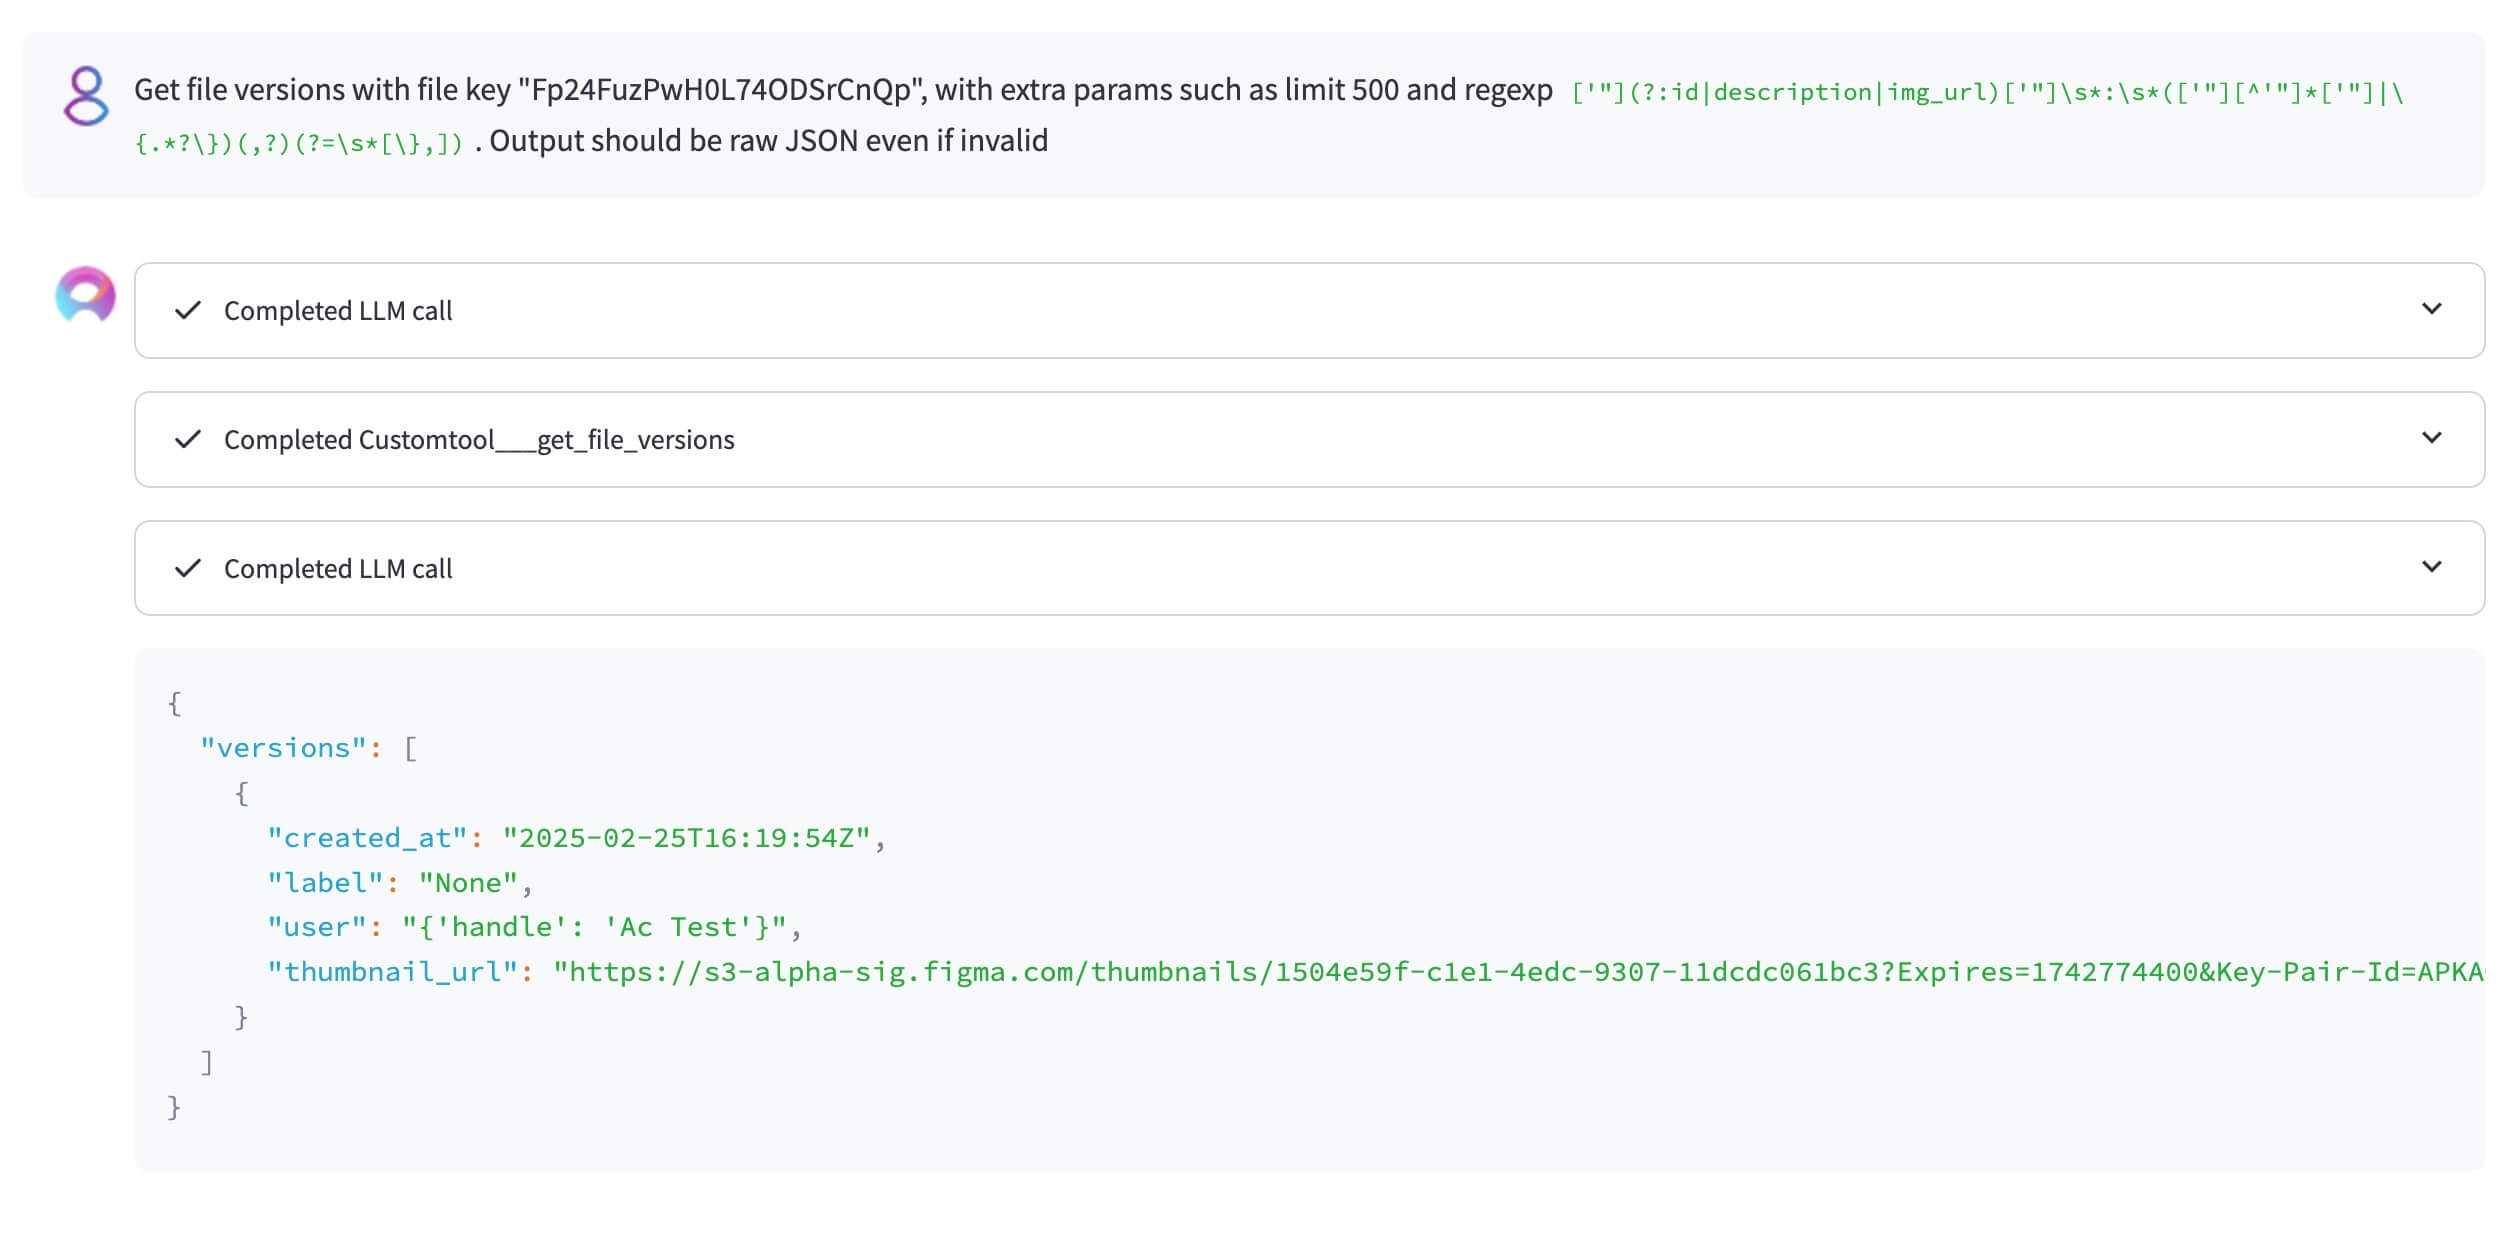 Get file versions with file key "Fp24FuzPwH0L74ODSrCnQp", with extra params such as limit 500 and regexp ['"](?:id|description|img_url)['"]\s*:\s*(['"][^'"]*['"]|\
{.*?\})(,?)(?=\s*[\},]) . Output should be raw JSON even if invalid
Completed LLM call
Completed Customtool___get_file_versions
Completed LLM call
{
"versions": [
{
"created_at": "2025-02-25T16:19:54Z",
"label": "None",
"user": "{'handle': 'Ac Test'}",
"thumbnail_url": "https://s3-alpha-sig.figma.com/thumbnails/1504e59f-c1e1-4edc-9307-11dcdc061bc3?Expires=1742774400&Key-Pair-Id=APKA
}
]
}